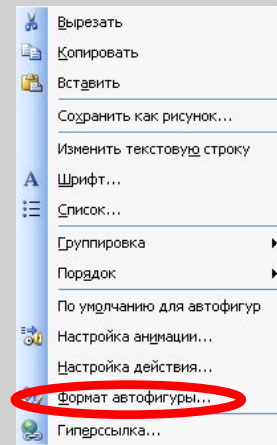 Вырезать
Копировать
Вставить
Сохранить как рисунок...
Изменить текстовую строку
Шрифт...
Список...
Группировка
Порядок
По умолчанию для автофигур
Настройка анимации...
Настройка действия...
Формат автофигуры...
Гиперссылка...